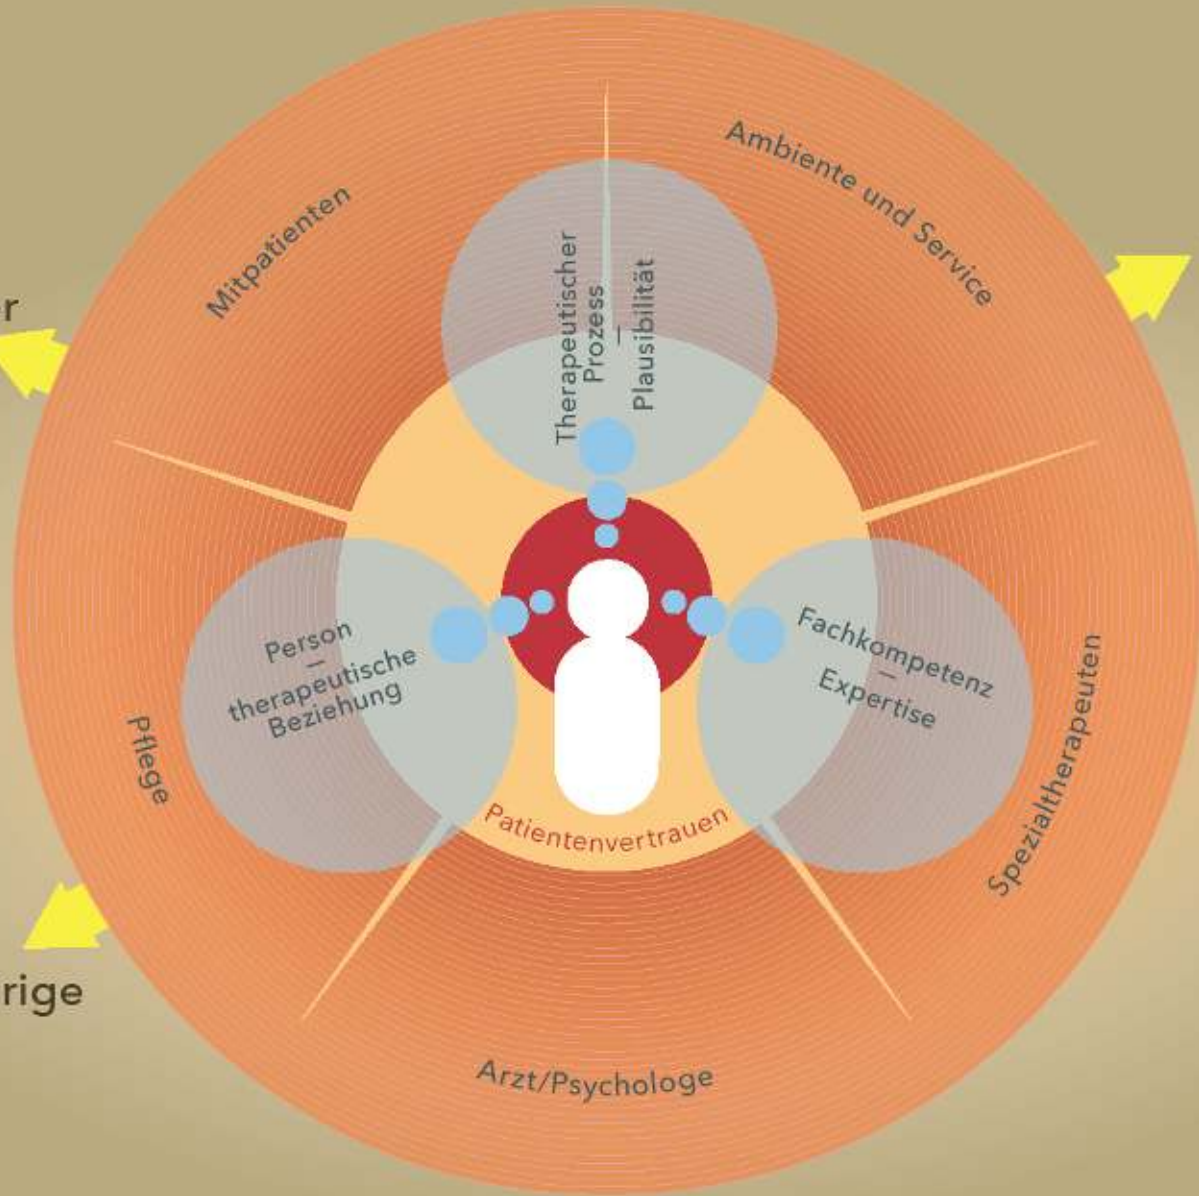 Ambiente und Service
Mitpatienten
Therapeutischer
Prozess
–
Plausibilität
r
Person
–
therapeutische
Beziehung
Fachkompetenz
–
Expertise
Pflege
Spezialtherapeuten
Patientenvertrauen
rige
Arzt/Psychologe